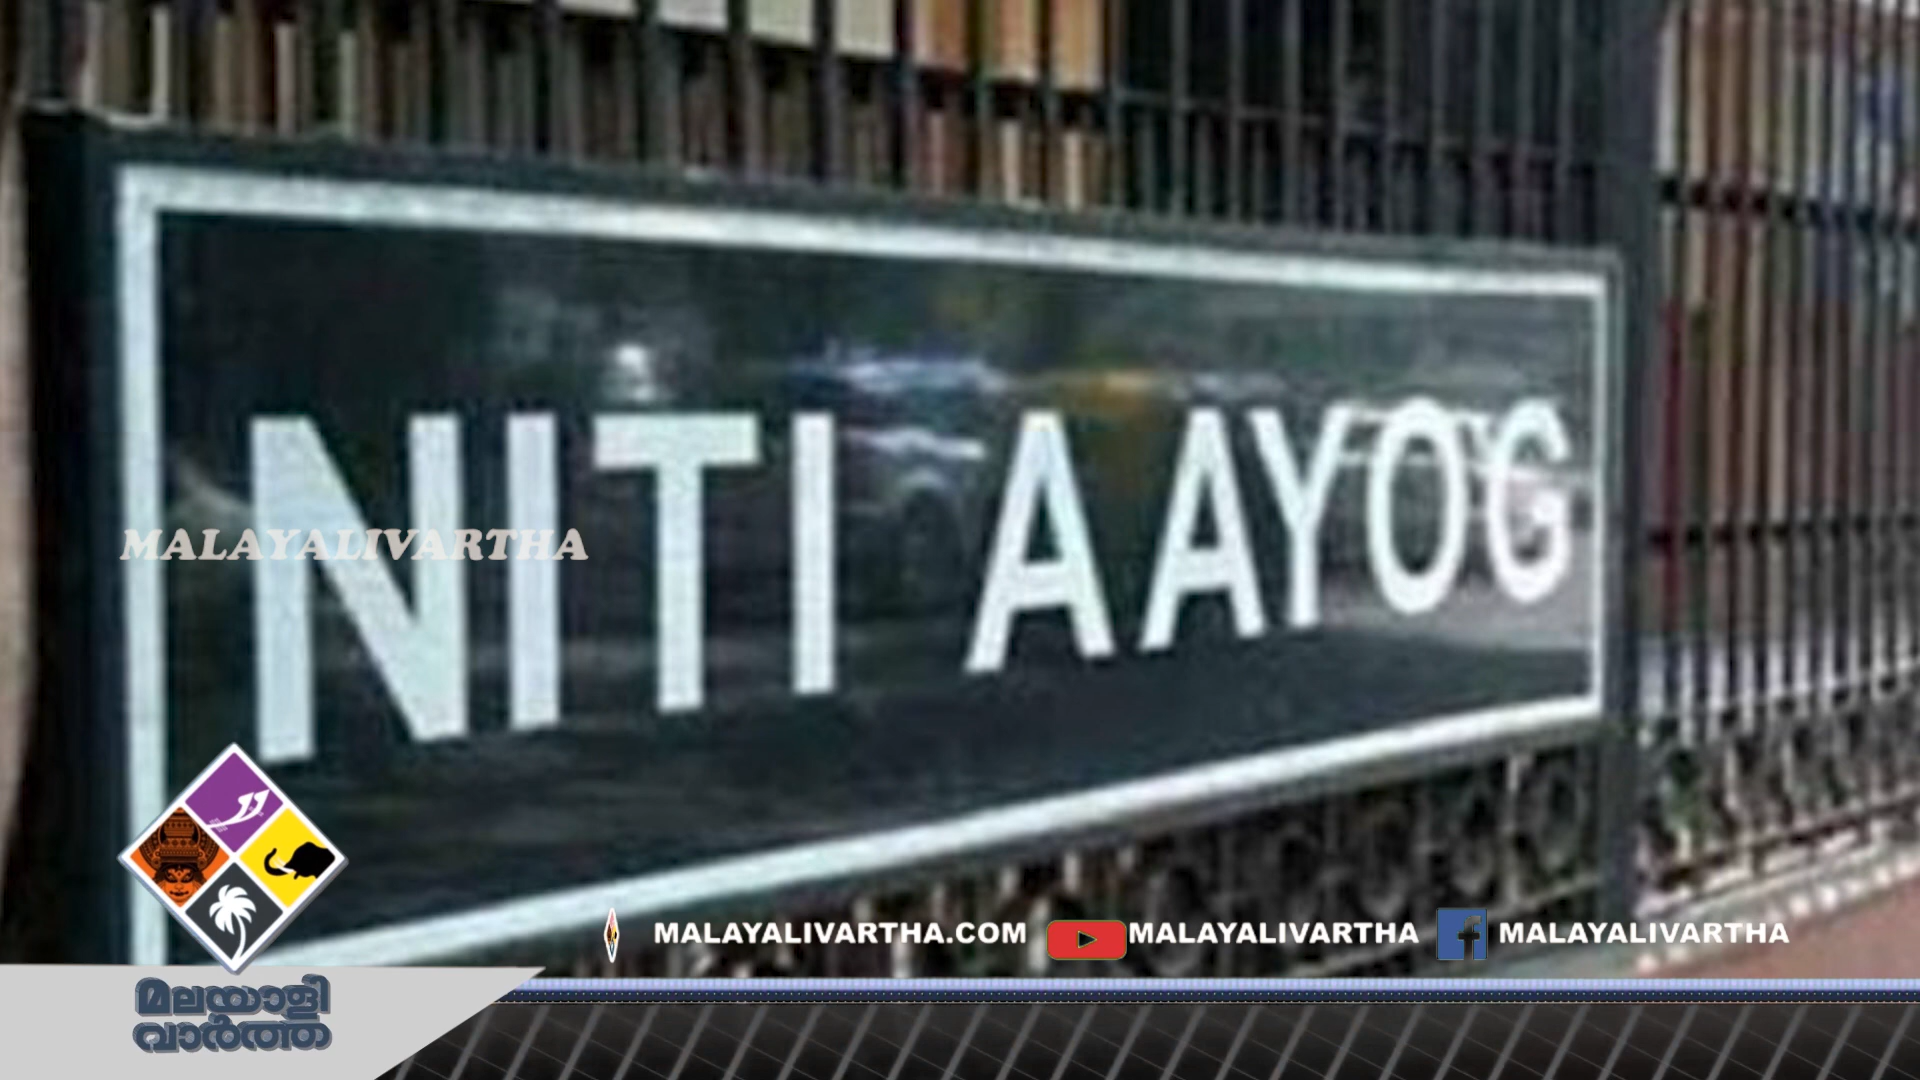 NITI AAYOG
MALAYALIVARTHA
MALAYALIVARTHA.COM MALAYALIVARTHA MALAYALIVARTHA
മലയാളി
വാർത്ത